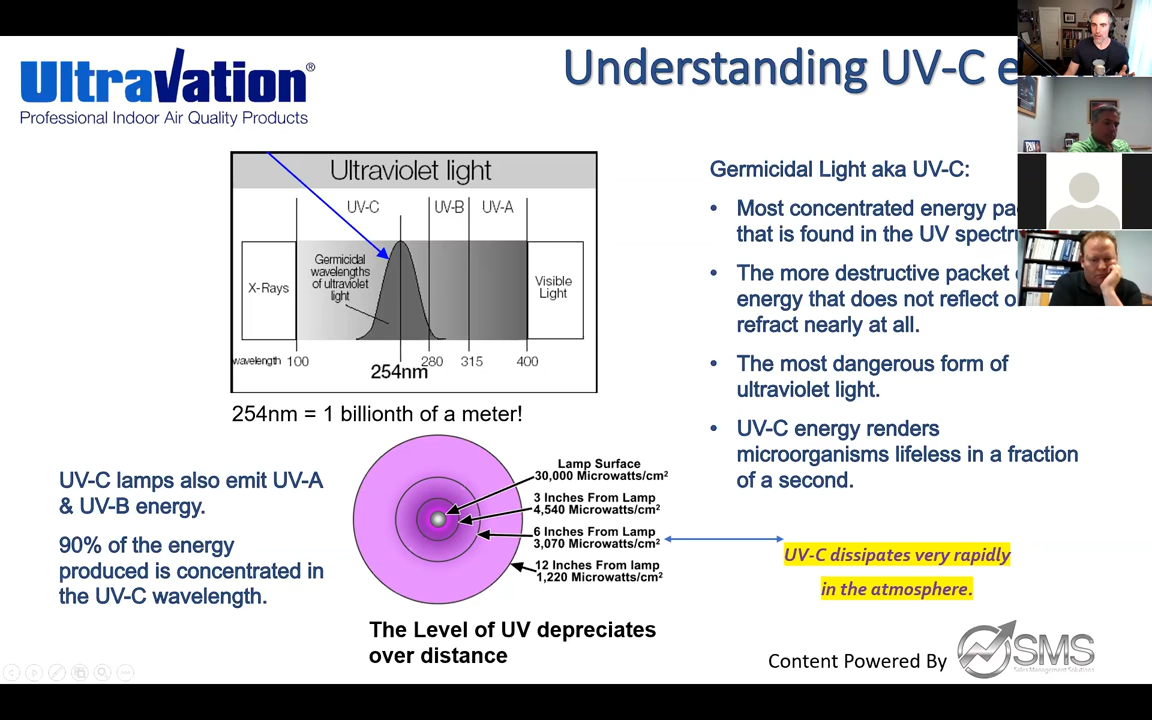 Ultravation®
Professional Indoor Air Quality Products
Understanding UV-C e
Ultraviolet light
UV-C UV-B UV-A
Germicidal
wavelengths
of ultraviolet
light
X-Rays
Visible
Light
wavelength 100 280 315 400
254nm
254nm = 1 billionth of a meter!
Germicidal Light aka UV-C:
• Most concentrated energy pa
that is found in the UV spectru
• The more destructive packet
energy that does not reflect o
refract nearly at all.
• The most dangerous form of
ultraviolet light.
• UV-C energy renders
microorganisms lifeless in a fraction
of a second.
UV-C lamps also emit UV-A
& UV-B energy.
90% of the energy
produced is concentrated in
the UV-C wavelength.
Lamp Surface
30,000 Microwatts/cm²
3 Inches From Lamp
4,540 Microwatts/cm²
6 Inches From Lamp
3,070 Microwatts/cm²
12 Inches From lamp
1,220 Microwatts/cm²
UV-C dissipates very rapidly
in the atmosphere.
The Level of UV depreciates
over distance
Content Powered By
SMS
Sales Management Solutions